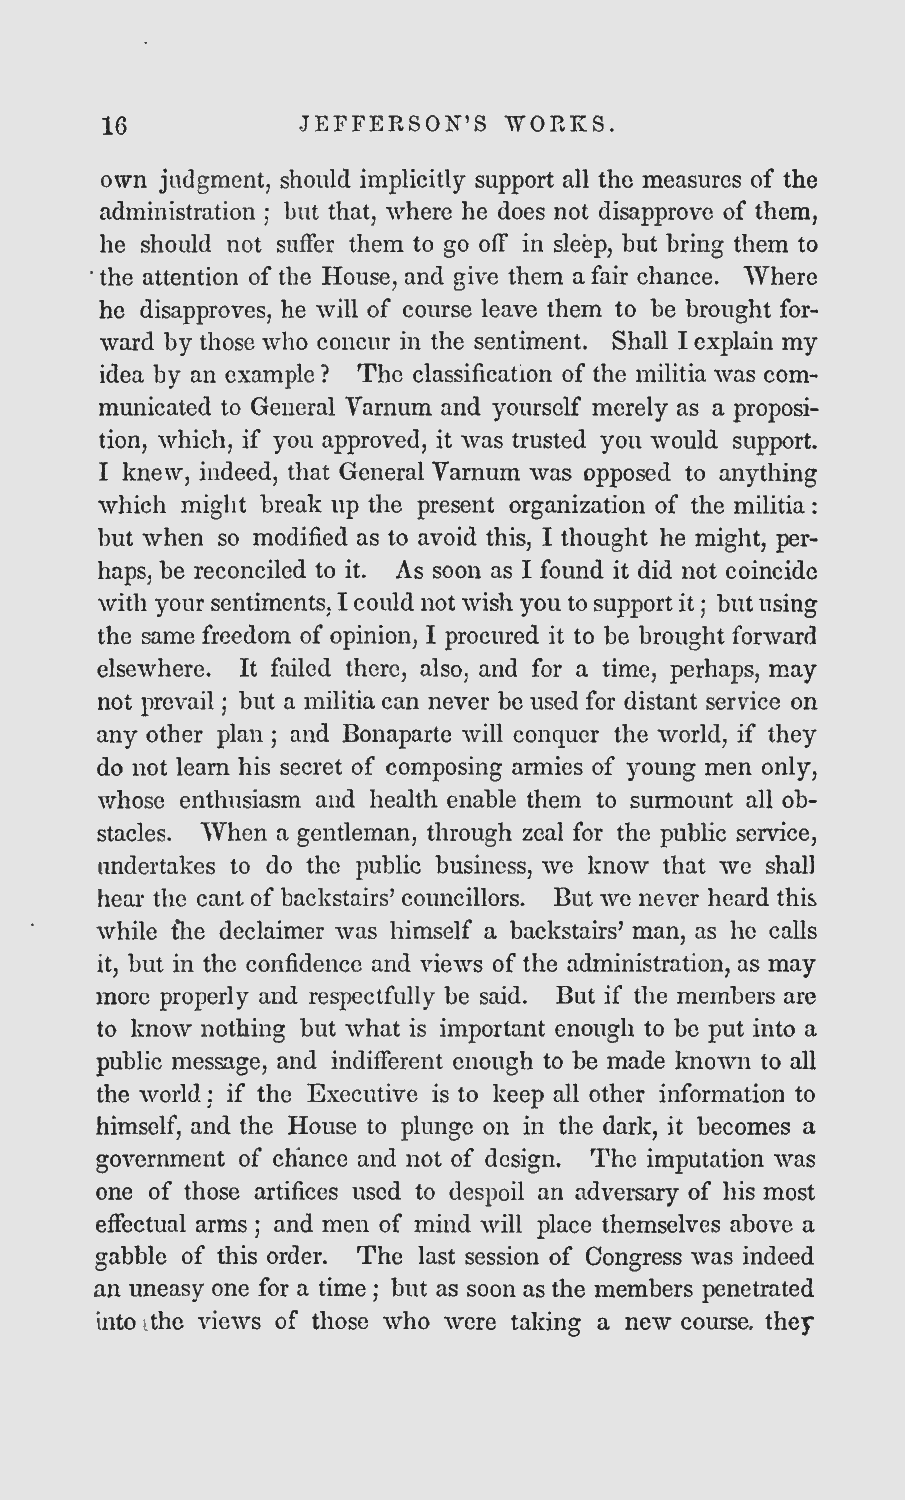 16 JEFFERSON'S WORKS.
own judgment, should implicitly support all the measures of the
administration ; but that, where he does not disapprove of them,
he should not suffer them to go off in sleep, but bring them to
the attention of the House, and give them a fair chance. Where
he disapproves, he will of course leave them to be brought for-
ward by those who concur in the sentiment. Shall I explain my
idea by an example ? The classification of the militia was com-
municated to General Varnum and yourself merely as a proposi-
tion, which, if you approved, it was trusted you would support.
I knew, indeed, that General Varnum was opposed to anything
which might break up the present organization of the militia :
but when so modified as to avoid this, I thought he might, per-
haps, be reconciled to it. As soon as I found it did not coincide
with your sentiments, I could not wish you to support it ; but using
the same freedom of opinion, I procured it to be brought forward
elsewhere. It failed there, also, and for a time, perhaps, may
not prevail ; but a militia can never be used for distant service on
any other plan ; and Bonaparte will conquer the world, if they
do not learn his secret of composing armies of young men only,
whose enthusiasm and health enable them to surmount all ob-
stacles. When a gentleman, through zeal for the public service,
undertakes to do the public business, we know that we shall
hear the cant of backstairs' councillors. But we never heard this
while the declaimer was himself a backstairs' man, as he calls
it, but in the confidence and views of the administration, as may
more properly and respectfully be said. But if the members are
to know nothing but what is important enough to be put into a
public message, and indifferent enough to be made known to all
the world ; if the Executive is to keep all other information to
himself, and the House to plunge on in the dark, it becomes a
government of chance and not of design. The imputation was
one of those artifices used to despoil an adversary of his most
effectual arms ; and men of mind will place themselves above a
gabble of this order. The last session of Congress was indeed
an uneasy one for a time ; but as soon as the members penetrated
into the views of those who were taking a new course, they